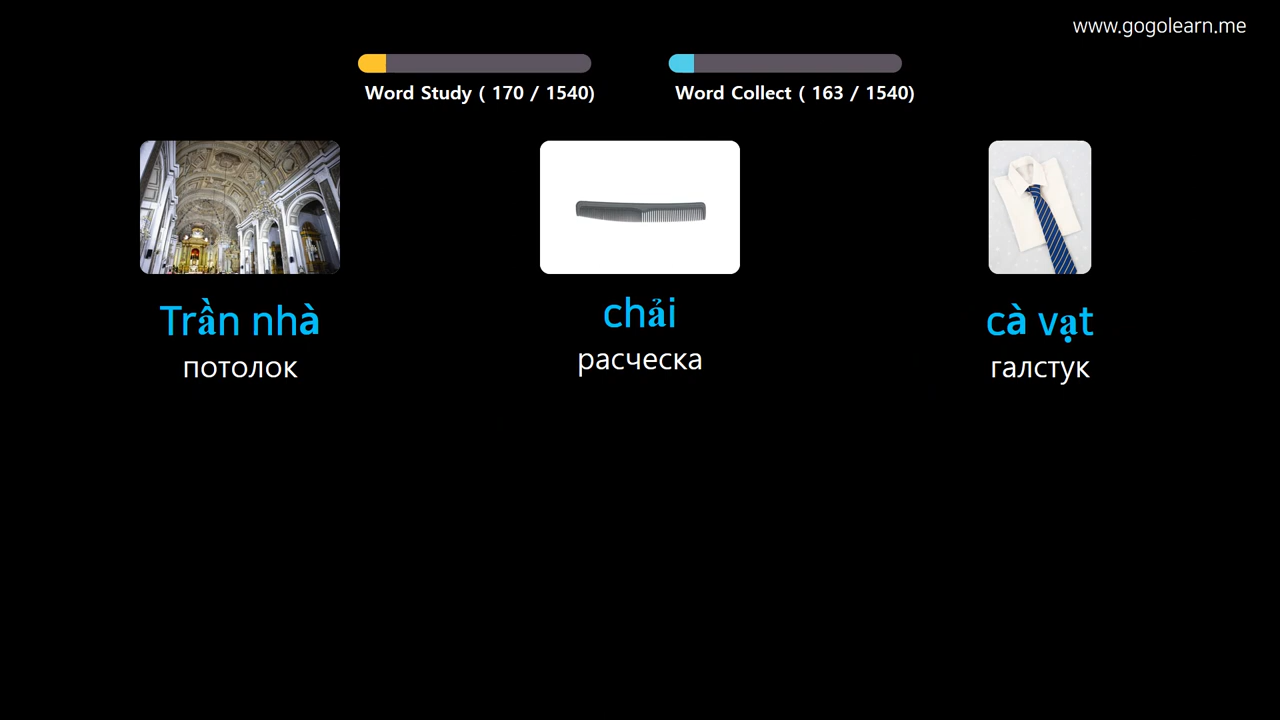 www.gogolearn.me
Word Study ( 170 / 1540)
Word Collect ( 163 / 1540)
Trần nhà
потолок
chải
расческа
cà vạt
галстук